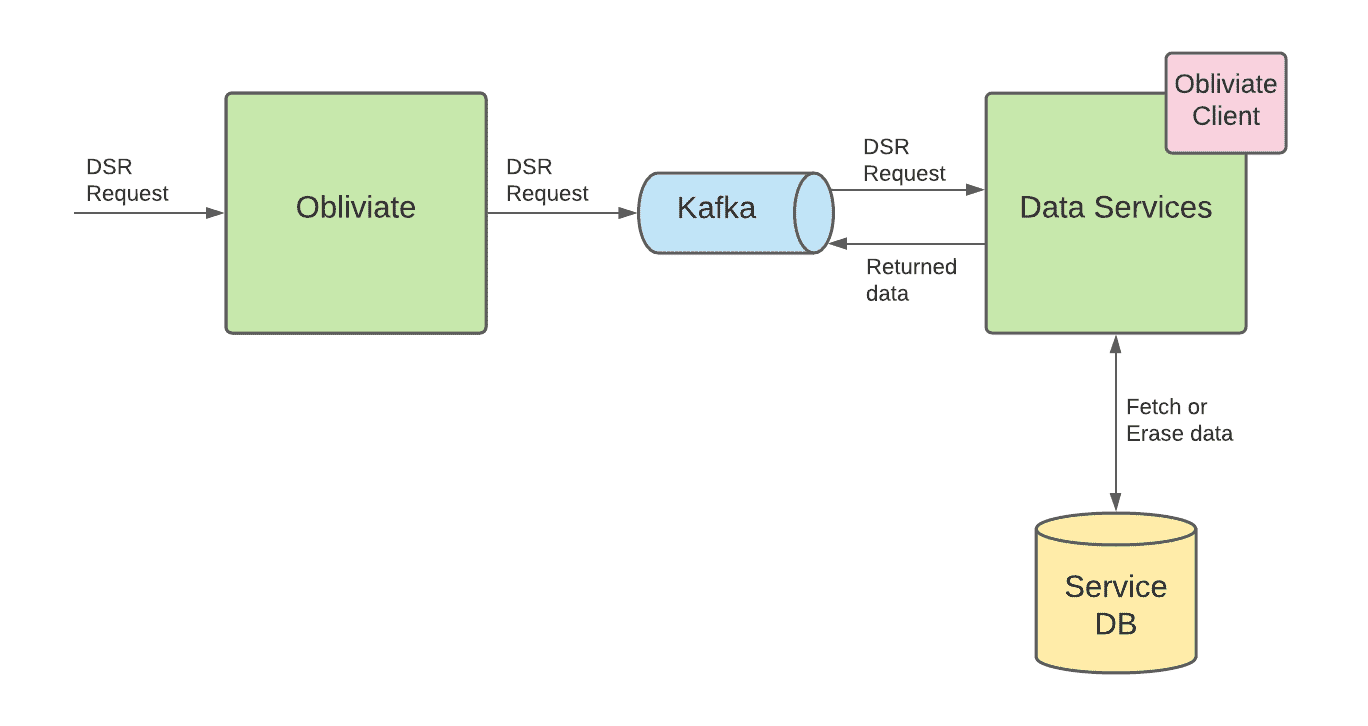 DSR
Request
Obliviate
DSR
Request
Kafka
DSR
Request
Returned
data
Data Services
Obliviate
Client
Fetch or
Erase data
Service
DB